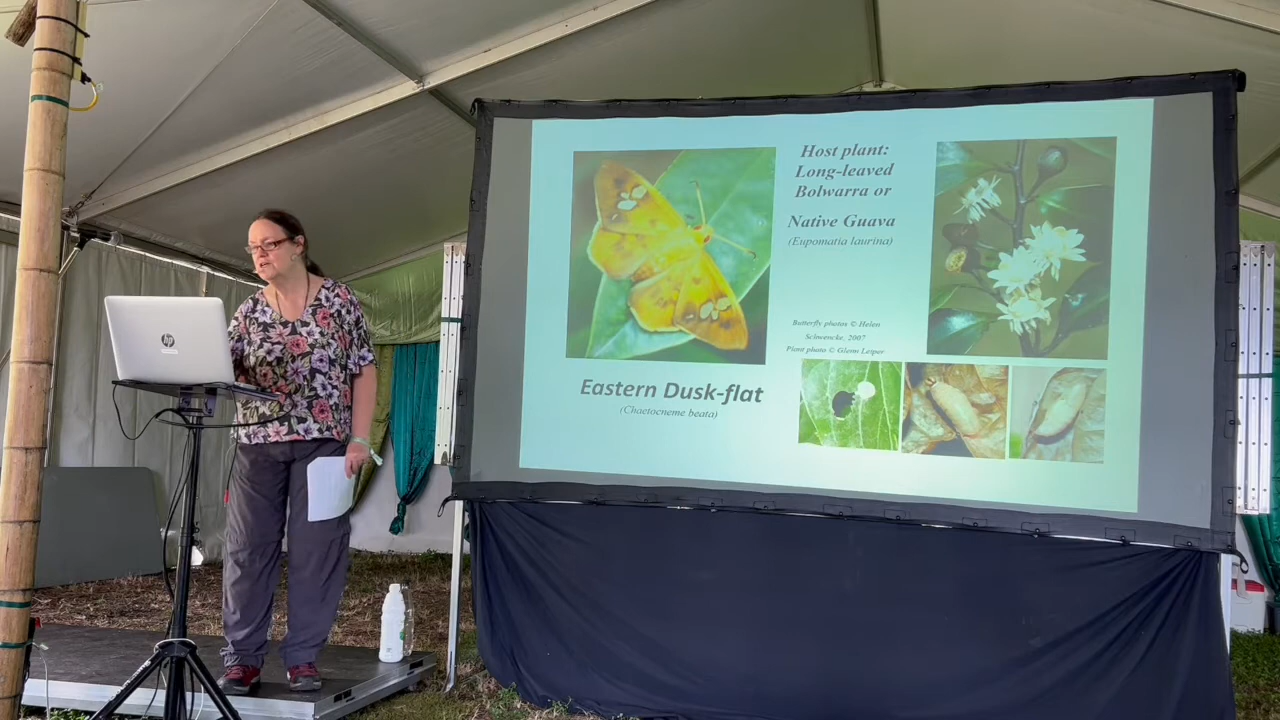 hp
Host plant:
Long-leaved
Bolwarra or
Native Guava
(Eupomatia laurina)
Butterfly photos © Helen
Schwencke, 2007
Plant photo © Glenn Leiper
Eastern Dusk-flat
(Chaetocneme beata)